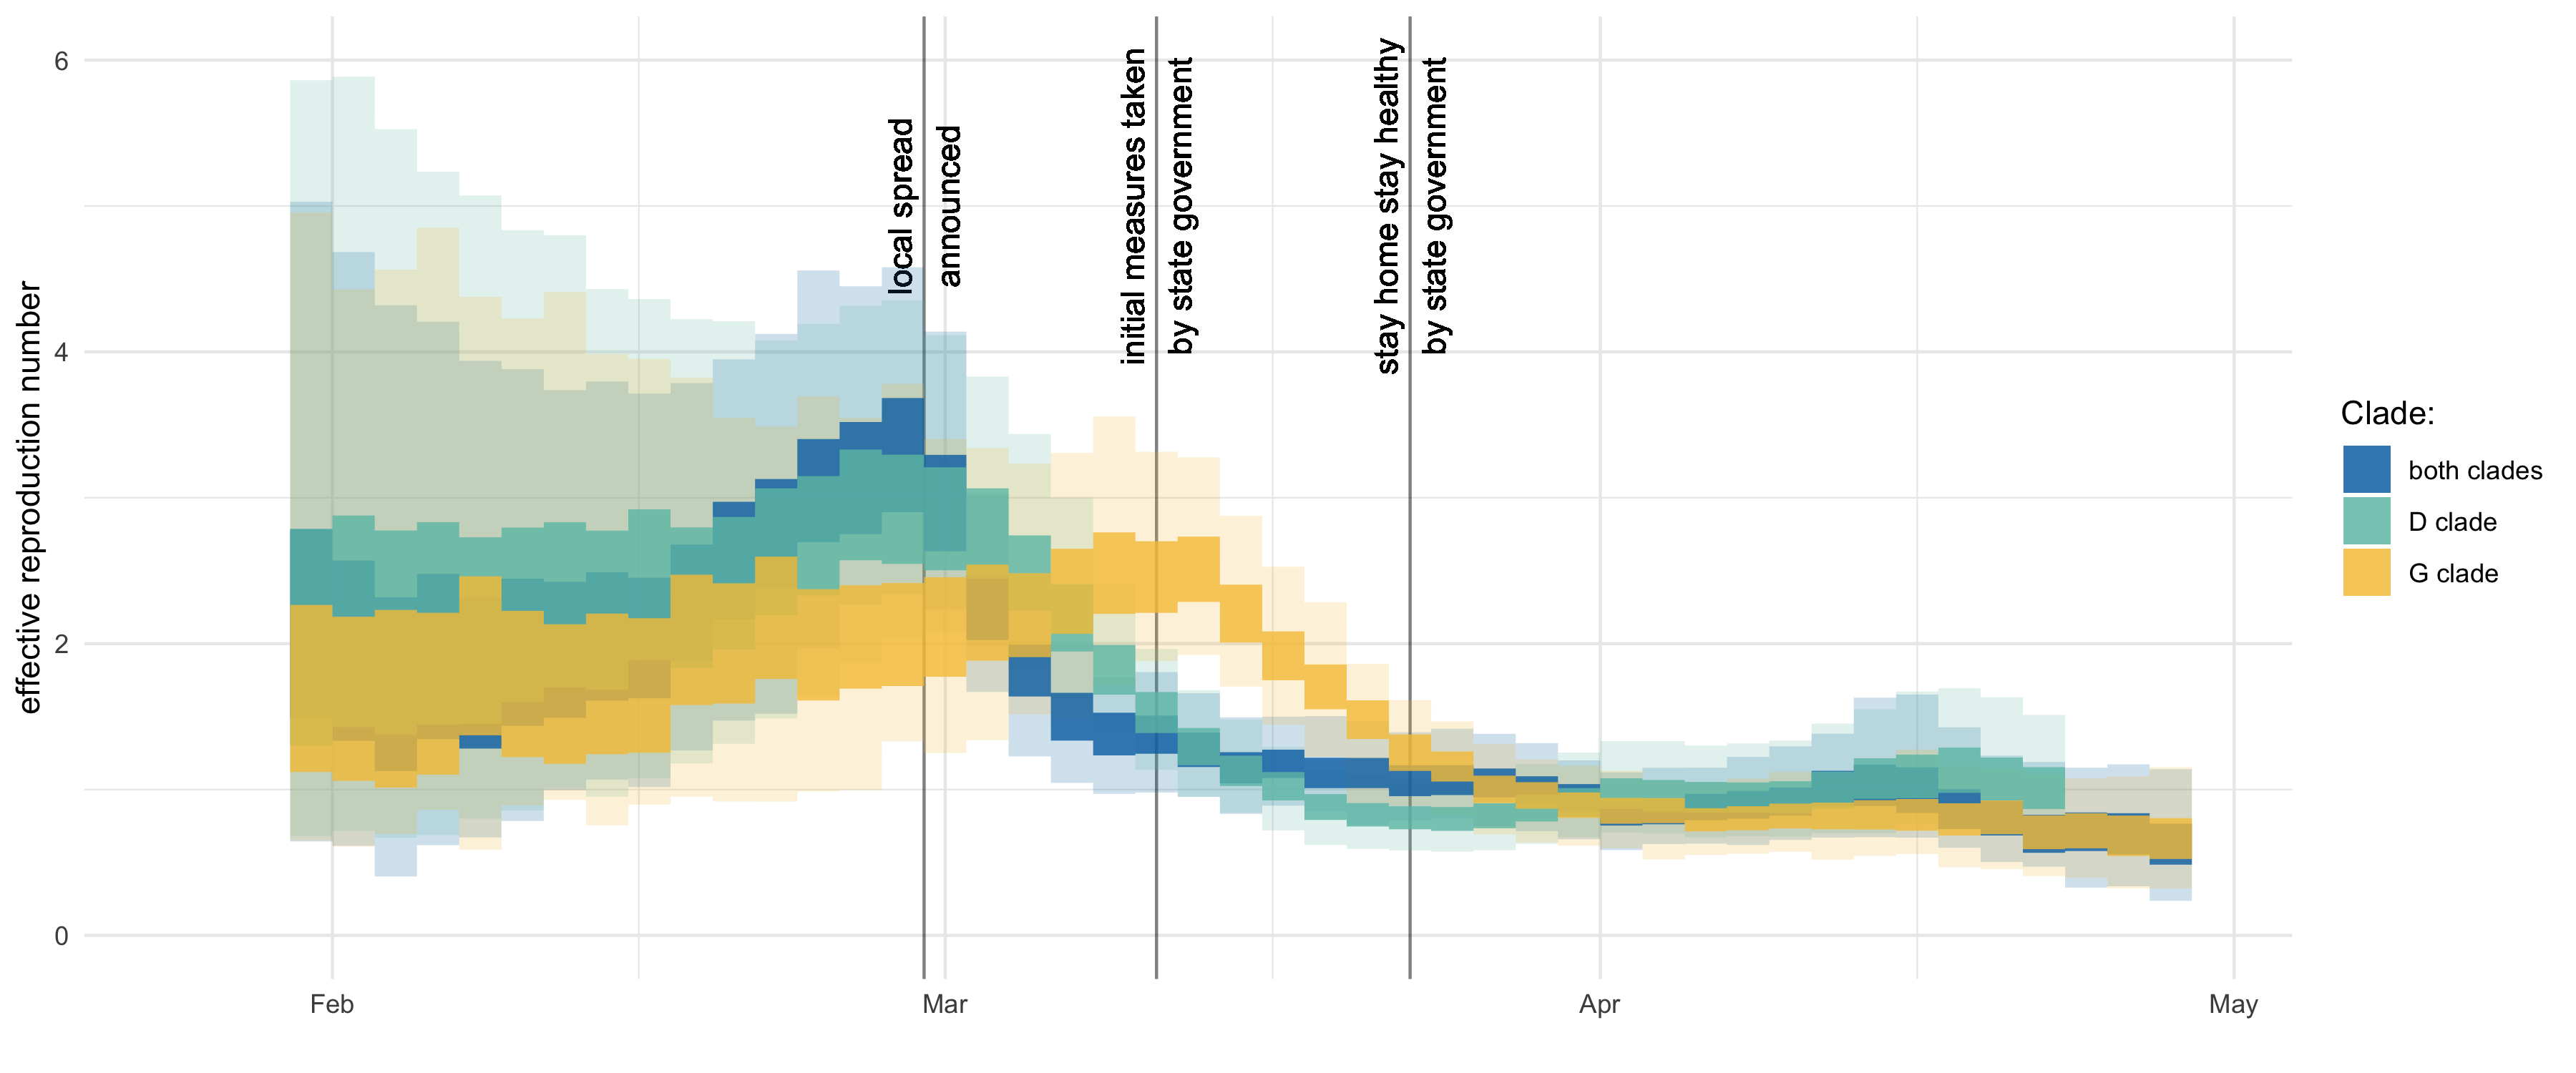 effective reproduction number
6
4
2
0
local spread
announced
initial measures taken
by state government
stay home stay healthy
by state government
Feb
Mar
Apr
May
Clade:
both clades
D clade
G clade